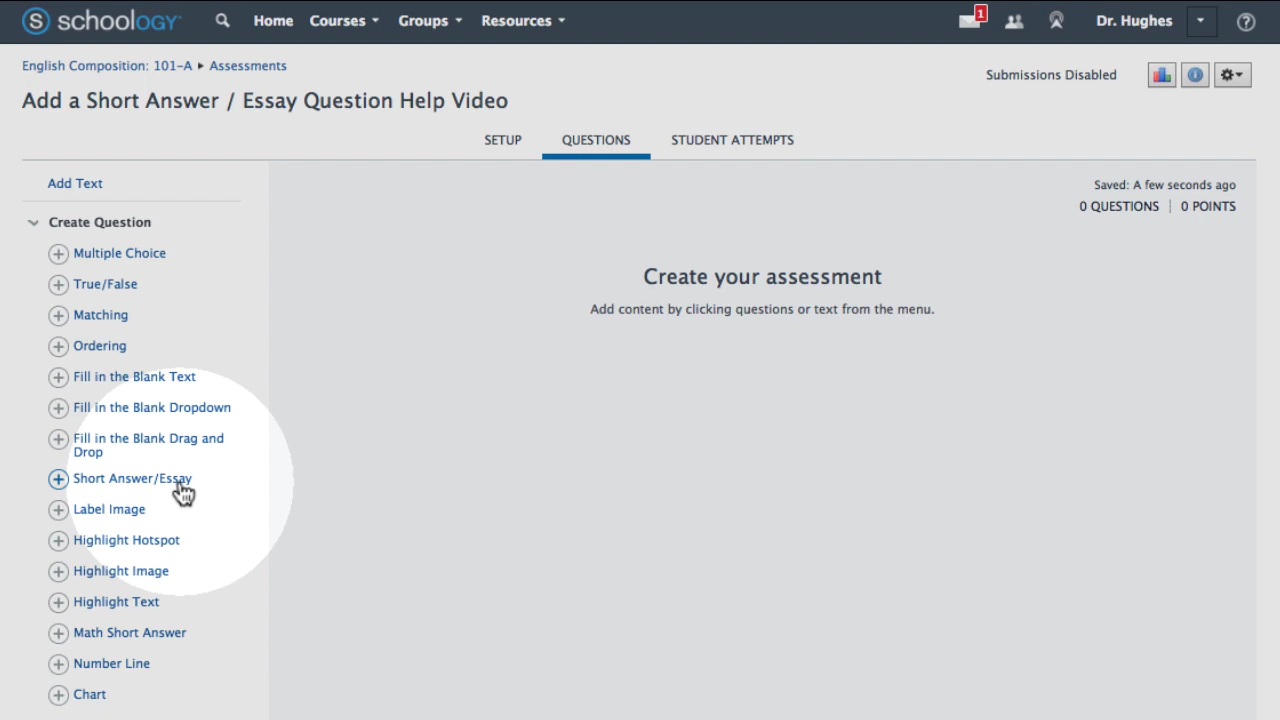 schoology Home Courses Groups Resources 1 Dr. Hughes
English Composition: 101-A ▸ Assessments
Submissions Disabled
Add a Short Answer / Essay Question Help Video
SETUP QUESTIONS STUDENT ATTEMPTS
Add Text
Saved: A few seconds ago
0 QUESTIONS | 0 POINTS
Create Question
Multiple Choice
True/False
Matching
Ordering
Fill in the Blank Text
Fill in the Blank Dropdown
Fill in the Blank Drag and
Drop
Short Answer/Essay
Label Image
Highlight Hotspot
Highlight Image
Highlight Text
Math Short Answer
Number Line
Chart
Create your assessment
Add content by clicking questions or text from the menu.